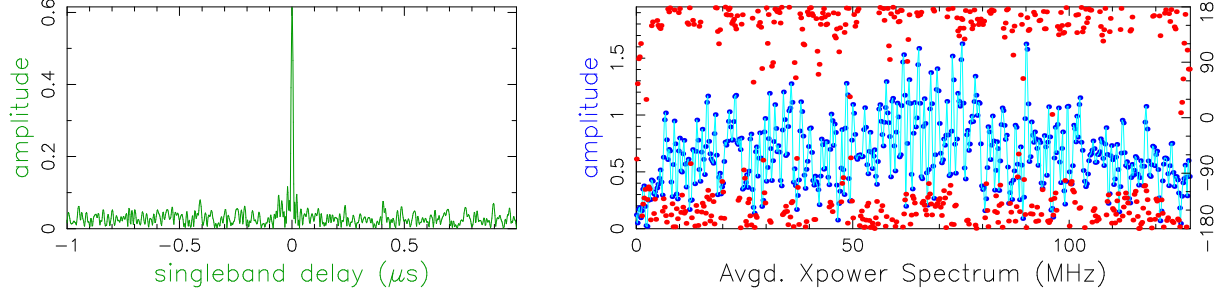 amplitude
0 0.2 0.4 0.6
−1 −0.5 0 0.5
singleband delay (μs)
amplitude
0 0.5 1 1.5
0 50 100
Avgd. Xpower Spectrum (MHz)
−180 −90 0 90 18